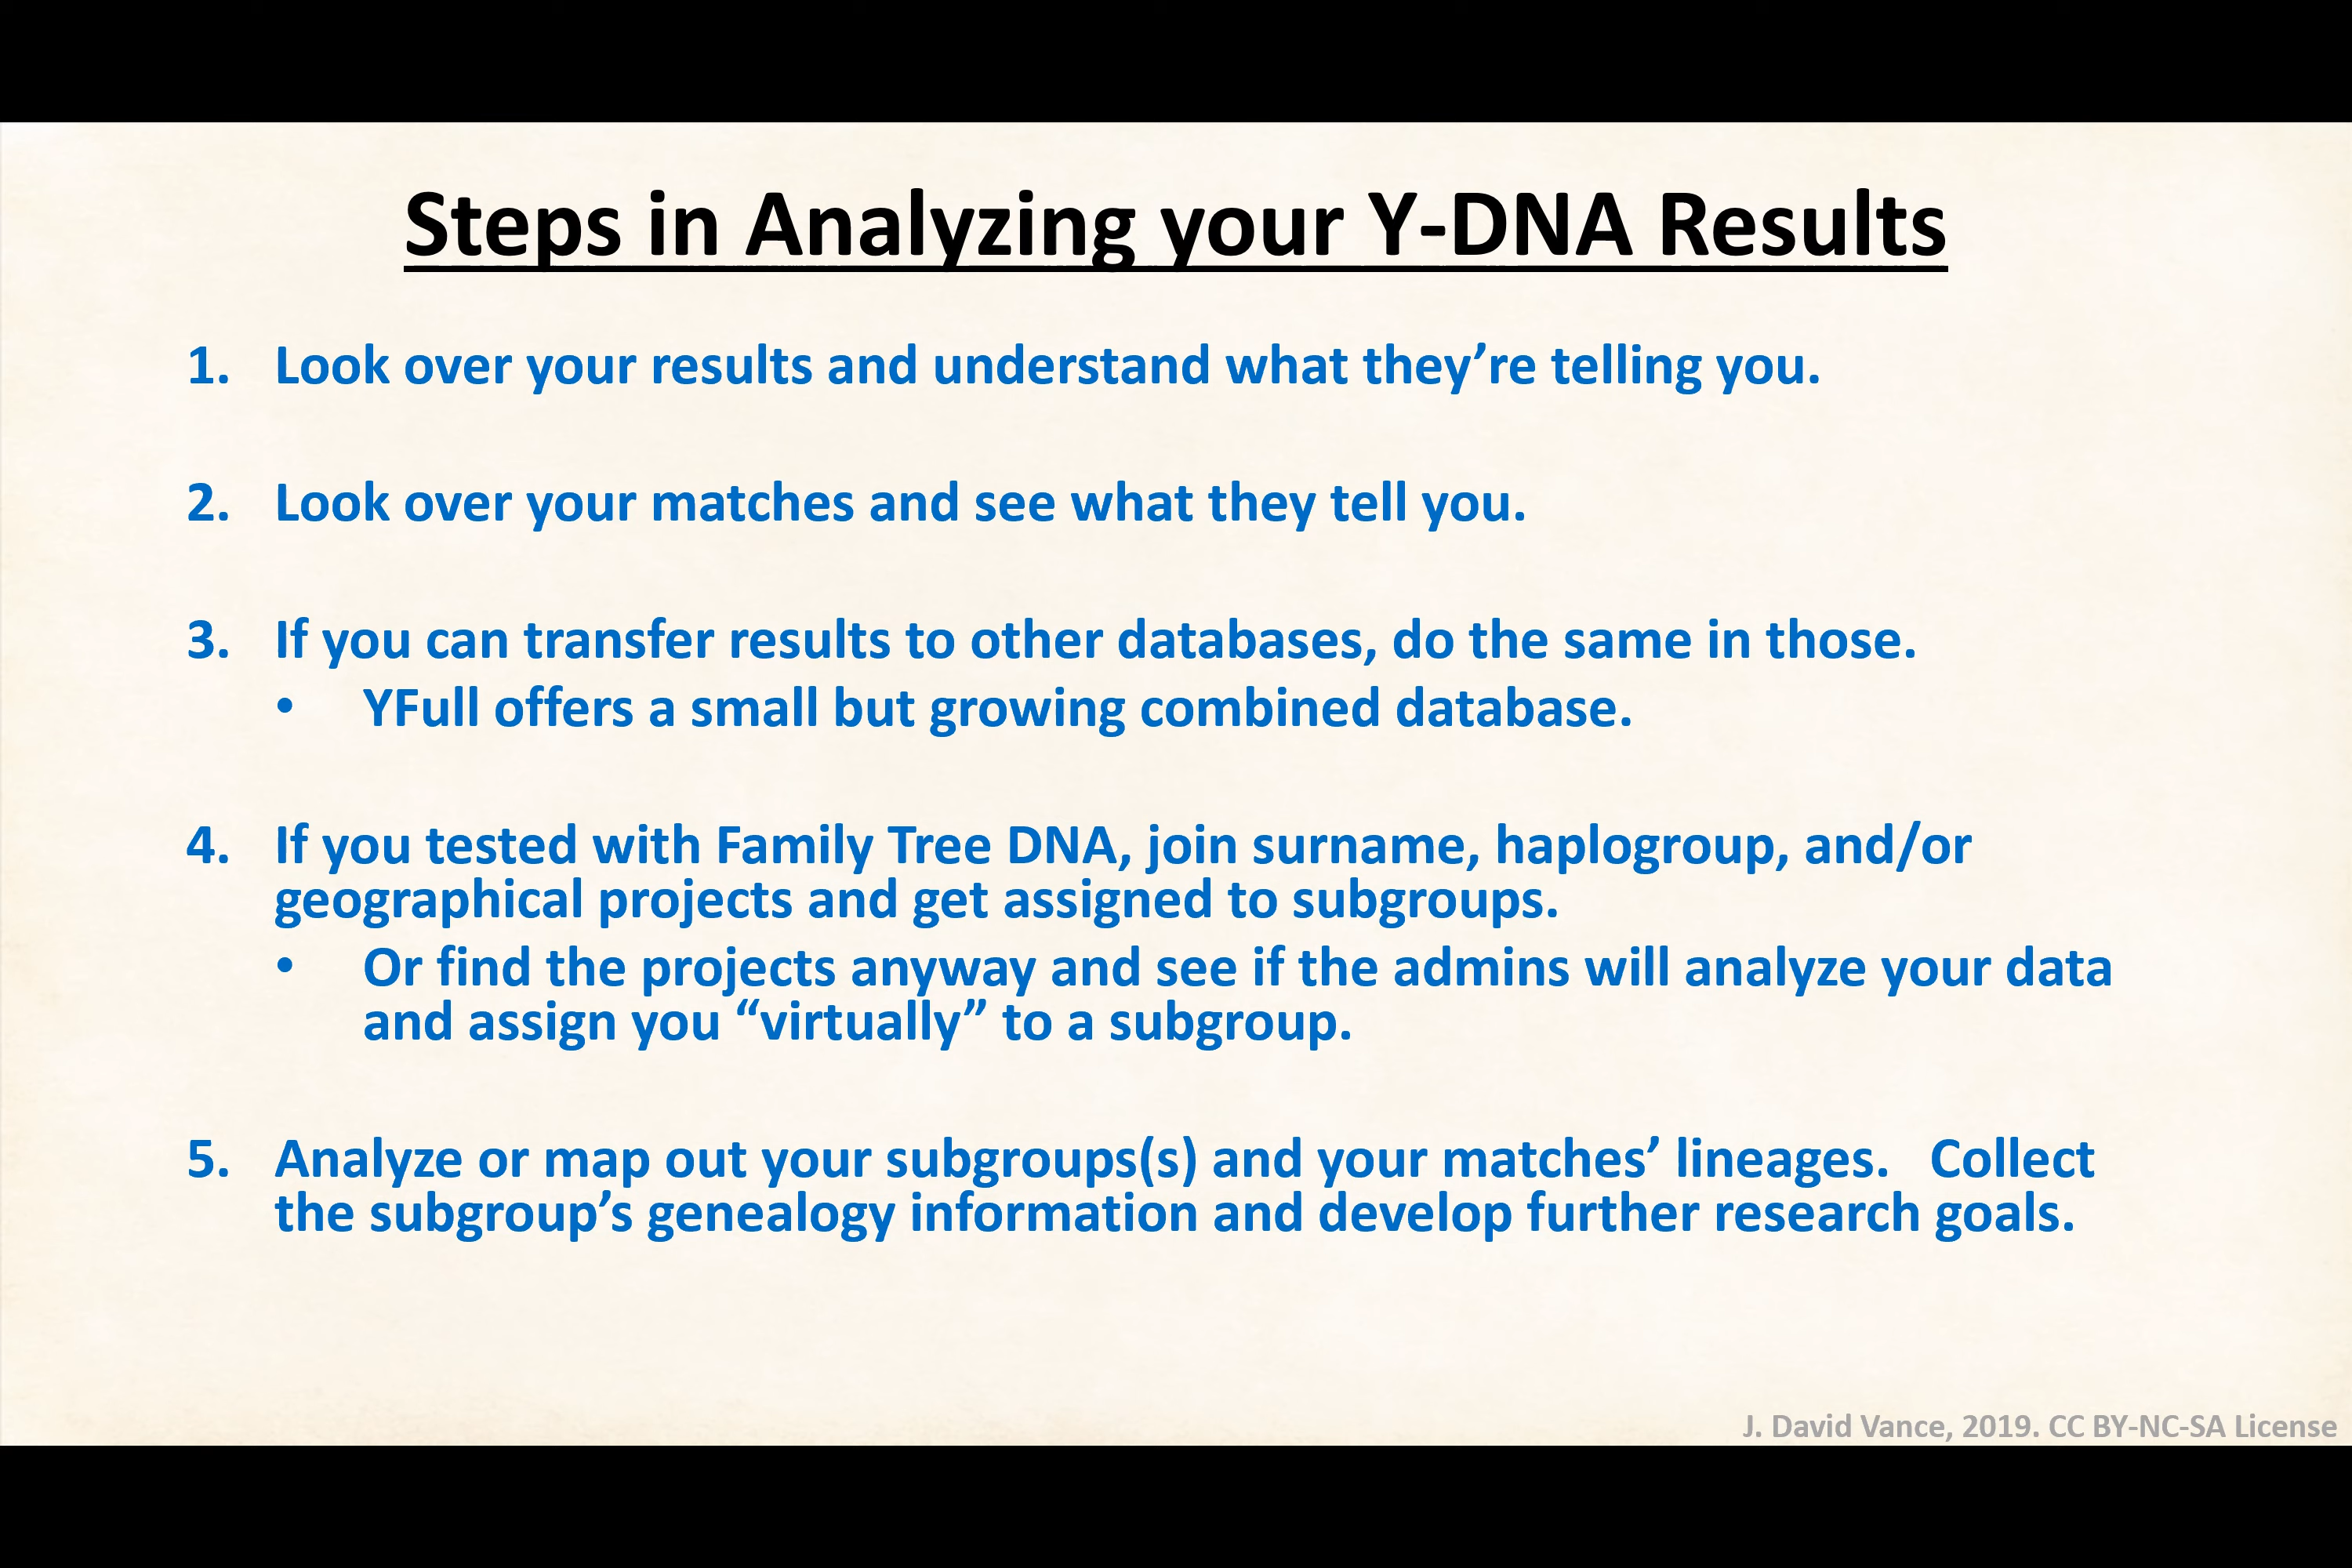 Steps in Analyzing your Y-DNA Results
1. Look over your results and understand what they’re telling you.
2. Look over your matches and see what they tell you.
3. If you can transfer results to other databases, do the same in those.
• YFull offers a small but growing combined database.
4. If you tested with Family Tree DNA, join surname, haplogroup, and/or
geographical projects and get assigned to subgroups.
• Or find the projects anyway and see if the admins will analyze your data
and assign you “virtually” to a subgroup.
5. Analyze or map out your subgroups(s) and your matches’ lineages.   Collect
the subgroup’s genealogy information and develop further research goals.
J. David Vance, 2019. CC BY-NC-SA License